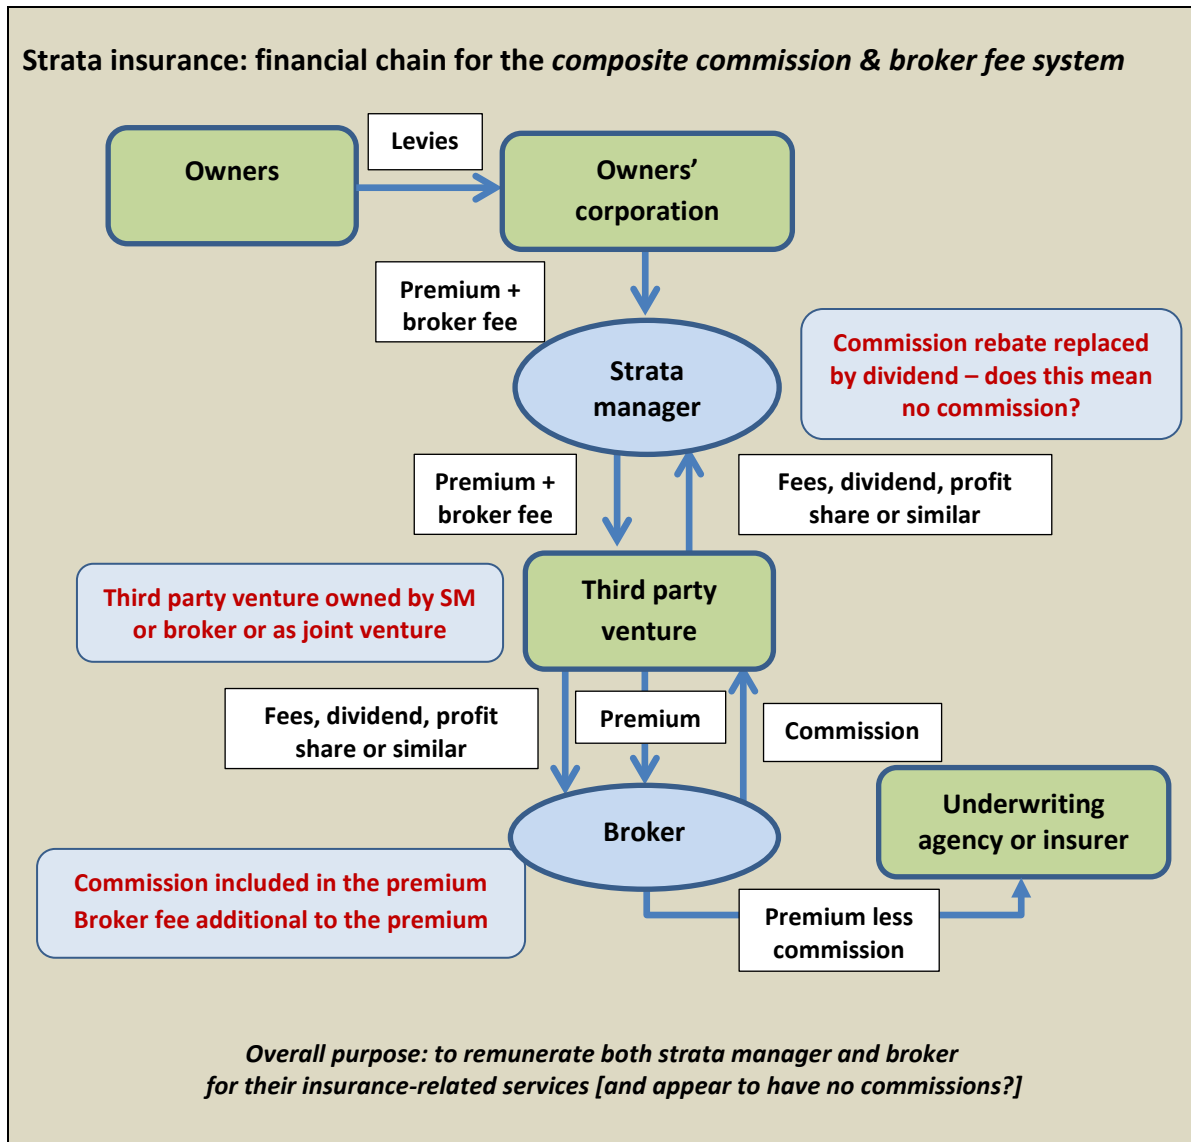 Strata insurance: financial chain for the composite commission & broker fee system
Levies
Owners
Owners’
corporation
Premium +
broker fee
Strata
manager
Commission rebate replaced
by dividend – does this mean
no commission?
Premium +
broker fee
Fees, dividend, profit
share or similar
Third party venture owned by SM
or broker or as joint venture
Third party
venture
Fees, dividend, profit
share or similar
Premium
Commission
Broker
Underwriting
agency or insurer
Commission included in the premium
Broker fee additional to the premium
Premium less
commission
Overall purpose: to remunerate both strata manager and broker
for their insurance-related services [and appear to have no commissions?]